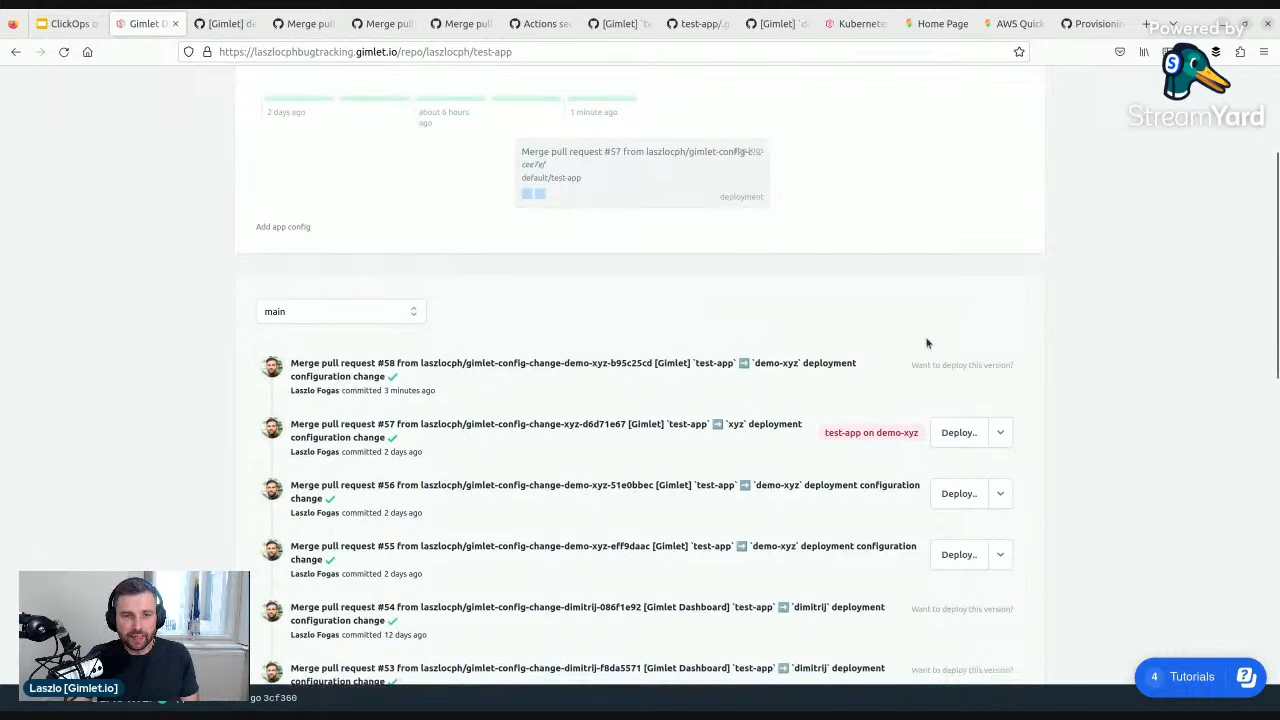 ClickOps o
Gimlet D
[Gimlet] de
Merge pull
Merge pull
Merge pull
Actions se
[Gimlet] `t
test-app/.g
[Gimlet] `d
Kubernete
Home Page
AWS Quick
Provisionin
Powered by
https://laszlocphbugtracking.gimlet.io/repo/laszlocph/test-app
StreamYard
2 days ago
about 6 hours
ago
1 minute ago
Merge pull request #57 from laszlocph/gimlet-config-c...
cee7ef
default/test-app
deployment
Add app config
main
Merge pull request #58 from laszlocph/gimlet-config-change-demo-xyz-b95c25cd [Gimlet] `test-app` ➡ `demo-xyz` deployment
configuration change
Want to deploy this version?
Laszlo Fogas committed 3 minutes ago
Merge pull request #57 from laszlocph/gimlet-config-change-xyz-d6d71e67 [Gimlet] `test-app` ➡ `xyz` deployment
configuration change
test-app on demo-xyz
Deploy..
Laszlo Fogas committed 2 days ago
Merge pull request #56 from laszlocph/gimlet-config-change-demo-xyz-51e0bbec [Gimlet] `test-app` ➡ `demo-xyz` deployment configuration
change
Deploy..
Laszlo Fogas committed 2 days ago
Merge pull request #55 from laszlocph/gimlet-config-change-demo-xyz-eff9daac [Gimlet] `test-app` ➡ `demo-xyz` deployment configuration
change
Deploy..
Laszlo Fogas committed 2 days ago
Merge pull request #54 from laszlocph/gimlet-config-change-dimitrij-086f1e92 [Gimlet Dashboard] `test-app` ➡ `dimitrij` deployment
configuration change
Want to deploy this version?
Laszlo Fogas committed 12 days ago
Merge pull request #53 from laszlocph/gimlet-config-change-dimitrij-f8da5571 [Gimlet Dashboard] `test-app` ➡ `dimitrij` deployment
configuration change
Want to deploy this version?
4 Tutorials
Laszlo [Gimlet.io]
go 3cf360